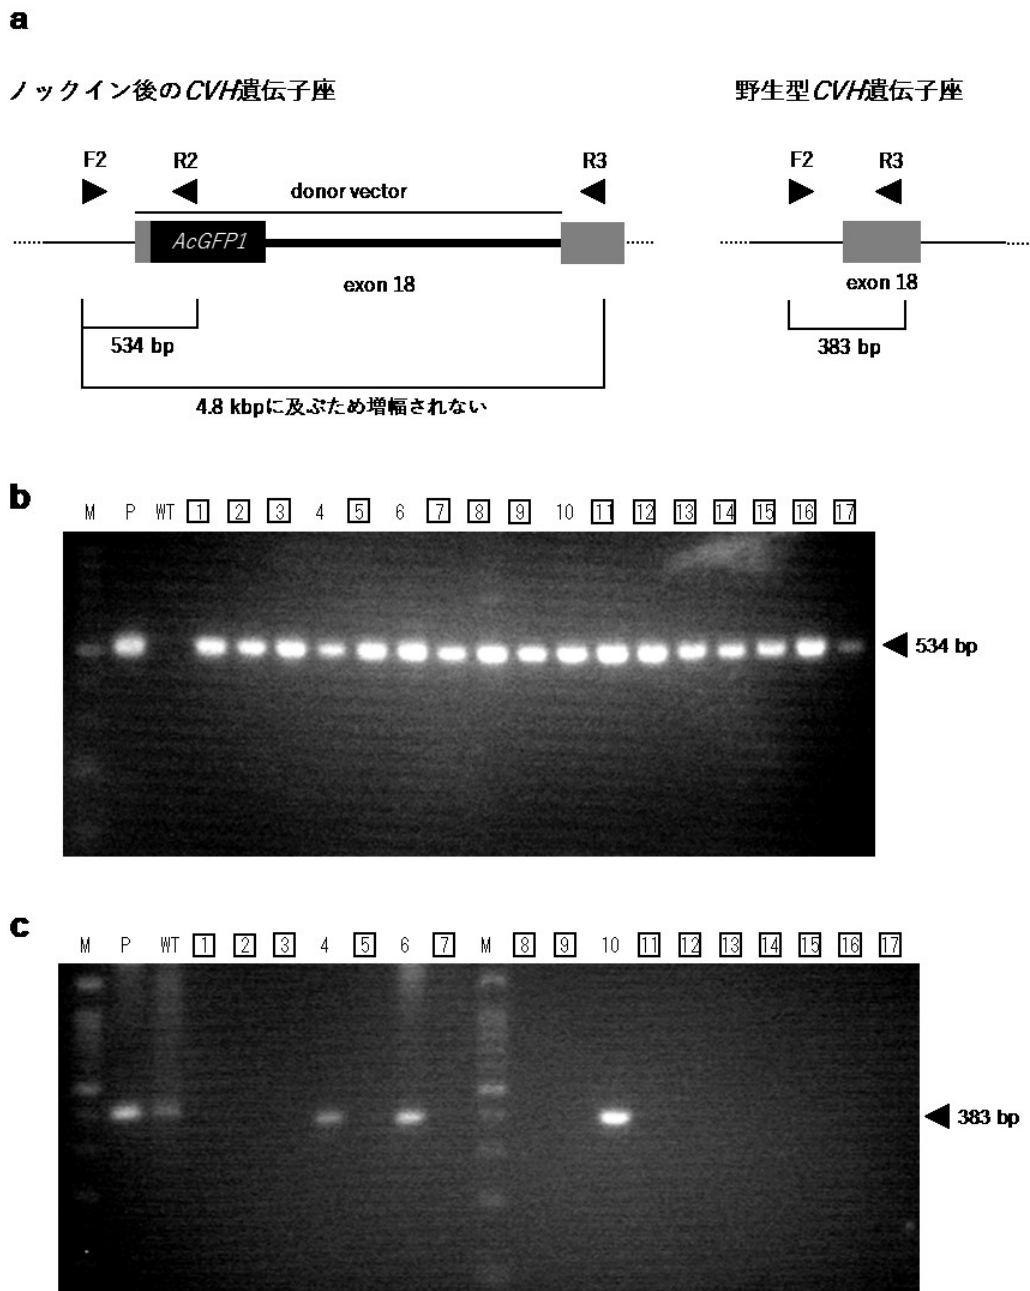 a
ノックイン後のCVH遺伝子座
野生型CVH遺伝子座
F2 R2 R3
donor vector
AcGFP1
exon 18
534 bp
4.8 kbpに及ぶため増幅されない
F2 R3
exon 18
383 bp
b
M P WT 1 2 3 4 5 6 7 8 9 10 11 12 13 14 15 16 17
534 bp
c
M P WT 1 2 3 4 5 6 7 M 8 9 10 11 12 13 14 15 16 17
383 bp